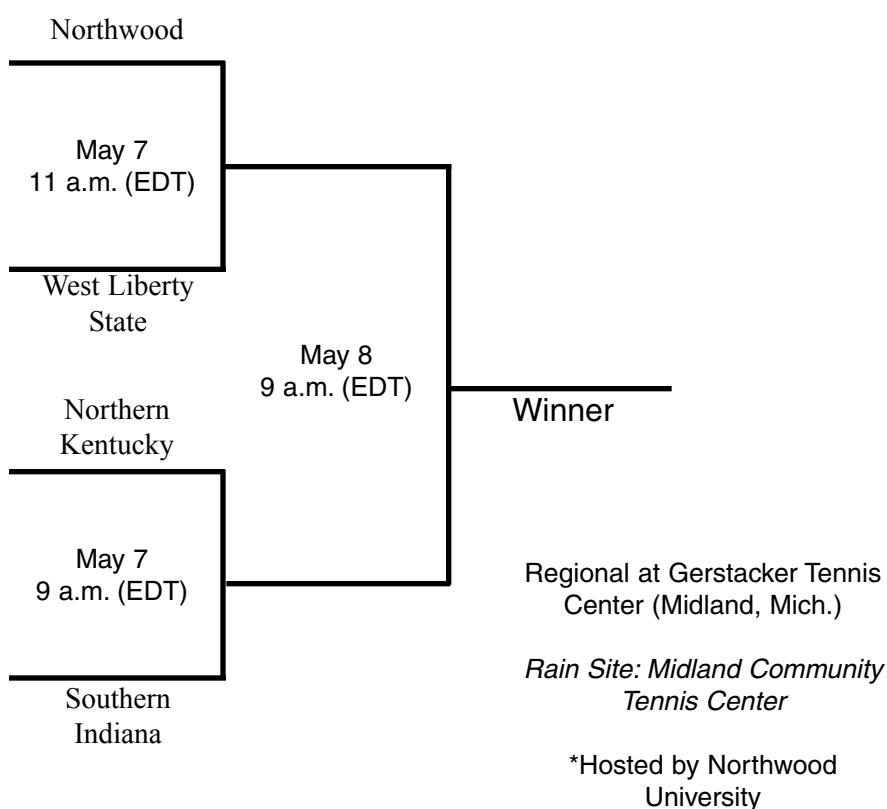 Northwood
May 7
11 a.m. (EDT)
West Liberty
State
May 8
9 a.m. (EDT)
Winner
Northern
Kentucky
May 7
9 a.m. (EDT)
Southern
Indiana
Regional at Gerstacker Tennis
Center (Midland, Mich.)
Rain Site: Midland Community
Tennis Center
*Hosted by Northwood
University